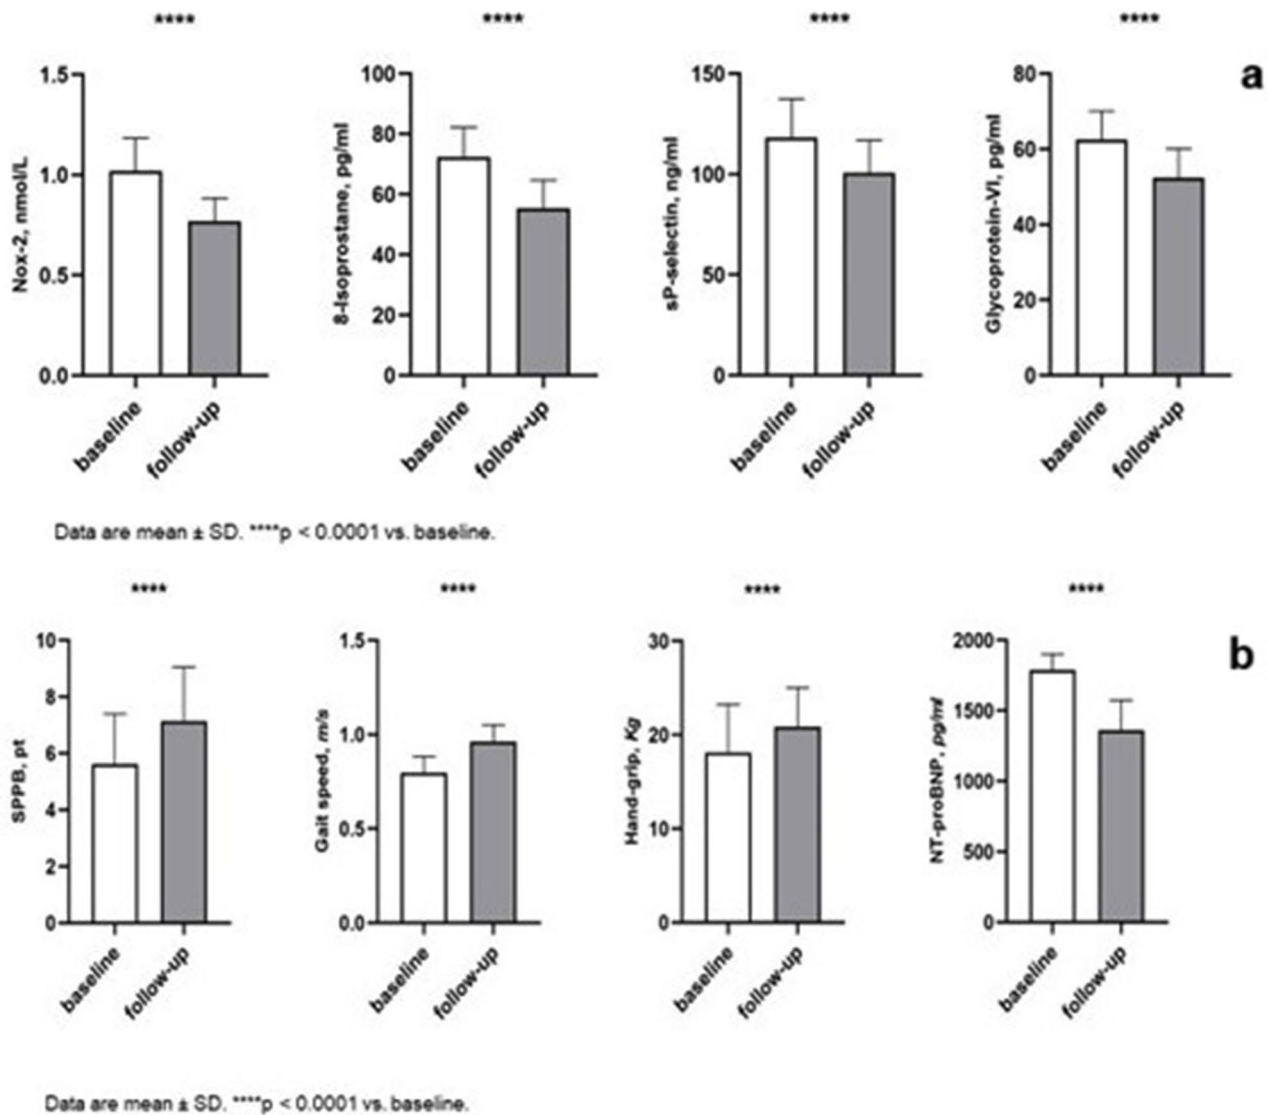 **** **** **** ****
a
Nox-2, nmol/L
1.5
1.0
0.5
0.0
baseline
follow-up
8-Isoprostane, pg/ml
100
80
60
40
20
0
baseline
follow-up
sP-selectin, ng/ml
150
100
50
0
baseline
follow-up
Glycoprotein-VI, pg/ml
80
60
40
20
0
baseline
follow-up
Data are mean ± SD. ****p < 0.0001 vs. baseline.
**** **** **** ****
b
SPPB, pt
10
8
6
4
2
0
baseline
follow-up
Gait speed, m/s
1.5
1.0
0.5
0.0
baseline
follow-up
Hand-grip, Kg
30
20
10
0
baseline
follow-up
NT-proBNP, pg/ml
2000
1500
1000
500
0
baseline
follow-up
Data are mean ± SD. ****p < 0.0001 vs. baseline.